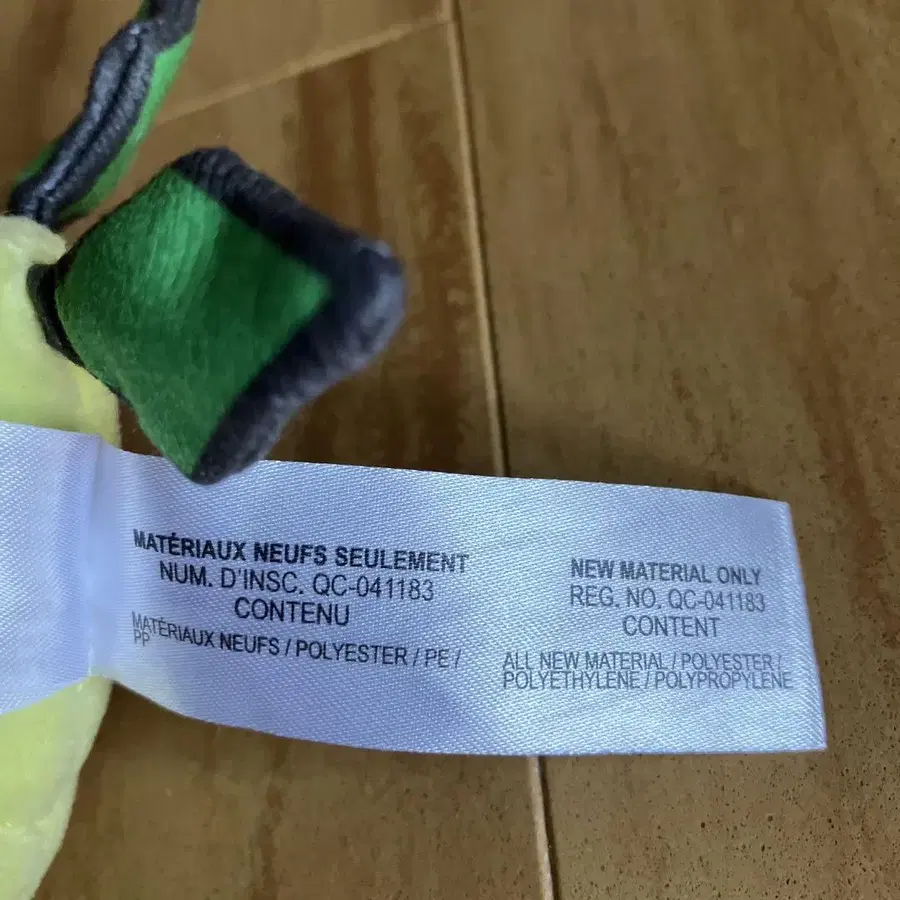 MATÉRIAUX NEUFS SEULEMENT
NUM. D'INSC. QC-041183
CONTENU
MATÉRIAUX NEUFS / POLYESTER / PE /
PP
NEW MATERIAL ONLY
REG. NO. QC-041183
CONTENT
ALL NEW MATERIAL / POLYESTER /
POLYETHYLENE / POLYPROPYLENE